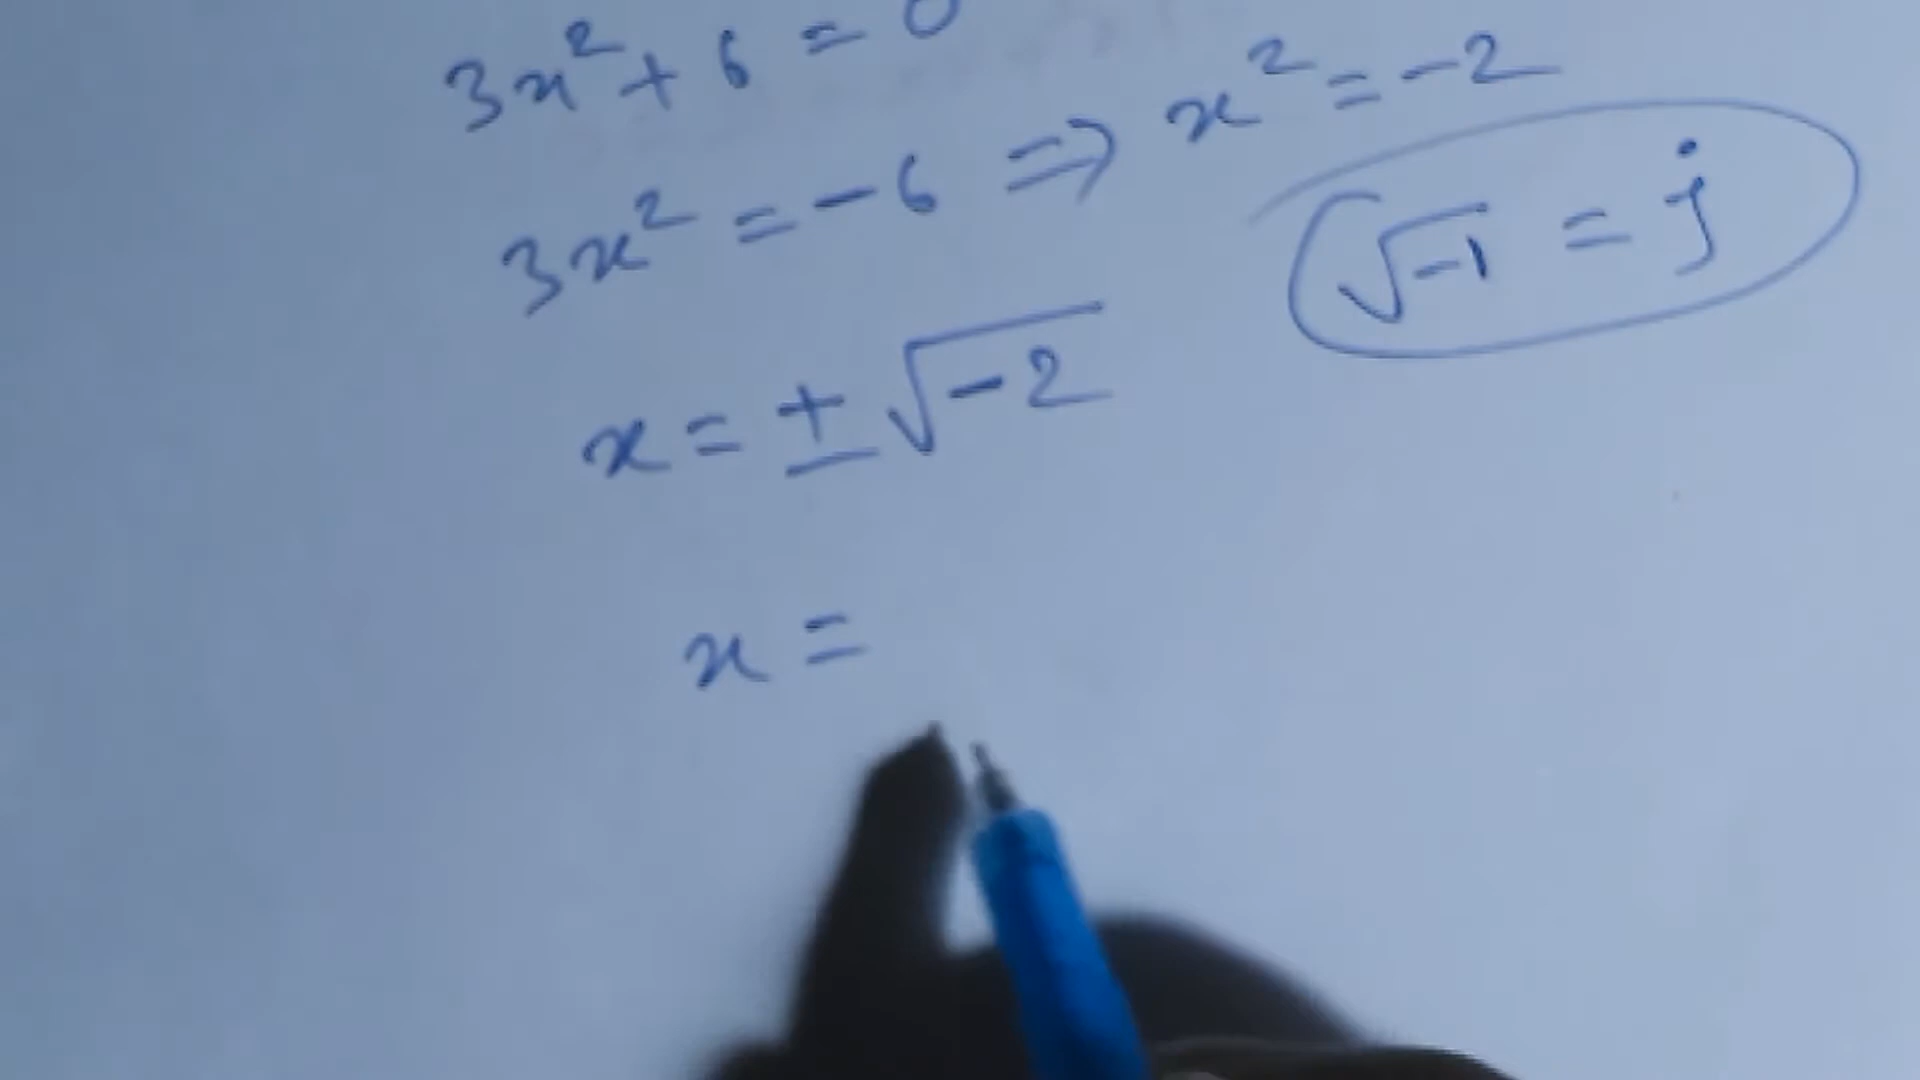 3x² + 6 = 0
3x² = -6 ⇒ x² = -2
√-1 = j
x = ± √-2
x =